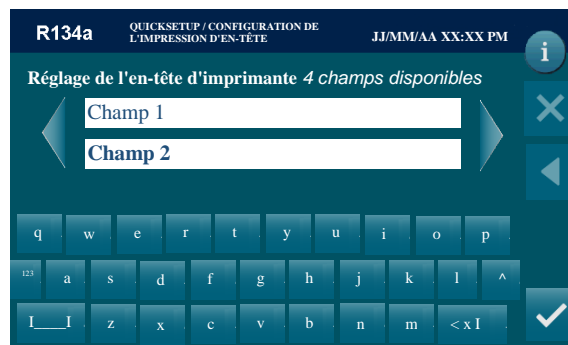 R134a QUICKSETUP / CONFIGURATION DE L'IMPRESSION D'EN-TÊTE JJ/MM/AA XX:XX PM
i
Réglage de l'en-tête d'imprimante 4 champs disponibles
Champ 1
Champ 2
q w e r t y u i o p
123 a s d f g h j k l ^
I___I z x c v b n m < x I